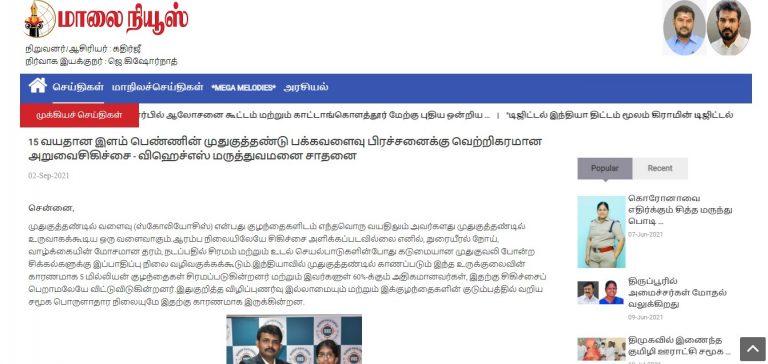 மாலை நியூஸ்
நிறுவனர்/ஆசிரியர் : கதிர்ஜீ
நிர்வாக இயக்குநர் : ஜெ.கிஷோர்நாத்
செய்திகள் மாநிலச்செய்திகள் *MEGA MELODIES* அரசியல்
முக்கியச் செய்திகள்
ர்பில் ஆலோசனை கூட்டம் மற்றும் காட்டாங்கொளத்தூர் மேற்கு புதிய ஒன்றிய ... | "டிஜிட்டல் இந்தியா திட்டம் மூலம் கிராமின் டிஜிட்டல்
15 வயதான இளம் பெண்ணின் முதுகுத்தண்டு பக்கவளைவு பிரச்சனைக்கு வெற்றிகரமான
அறுவைசிகிச்சை - விஹெச்எஸ் மருத்துவமனை சாதனை
02-Sep-2021
சென்னை,
முதுகுத்தண்டில் வளைவு (ஸ்கோலியோசிஸ்) என்பது குழந்தைகளிடம் எந்தவொரு வயதிலும் அவர்களது முதுகுத்தண்டில்
உருவாகக்கூடிய ஒரு வளைவாகும். ஆரம்ப நிலையிலேயே சிகிச்சை அளிக்கப்படவில்லை எனில், நுரையீரல் நோய்,
வாழ்க்கையின் மோசமான தரம், நடப்பதில் சிரமம் மற்றும் உடல் செயல்பாடுகளின்போது கடுமையான முதுகுவலி போன்ற
சிக்கல்களுக்கு இப்பாதிப்பு நிலை வழிவகுக்கக்கூடும். இந்தியாவில் முதுகுத்தண்டில் காணப்படும் இந்த உருக்குலைவின்
காரணமாக 5 மில்லியன் குழந்தைகள் சிரமப்படுகின்றனர் மற்றும் இவர்களுள் 60%-க்கும் அதிகமானவர்கள், இதற்கு சிகிச்சைப்
பெறாமலேயே விட்டுவிடுகின்றனர். இதுகுறித்த விழிப்புணர்வு இல்லாமையும் மற்றும் இக்குழந்தைகளின் குடும்பத்தில் வறிய
சமூக பொருளாதார நிலையுமே இதற்கு காரணமாக இருக்கின்றன.
Popular Recent
கொரோனாவை
எதிர்க்கும் சித்த மருந்து
பொடி ...
07-Jun-2021
திருப்பூரில்
அமைச்சர்கள் மோதல்
வலுக்கிறது
09-Jun-2021
திமுகவில் இணைந்த
குமிழி ஊராட்சி சமூக ...